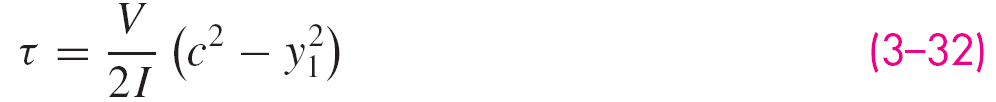 τ = V/2I (c² − y₁²) (3–32)